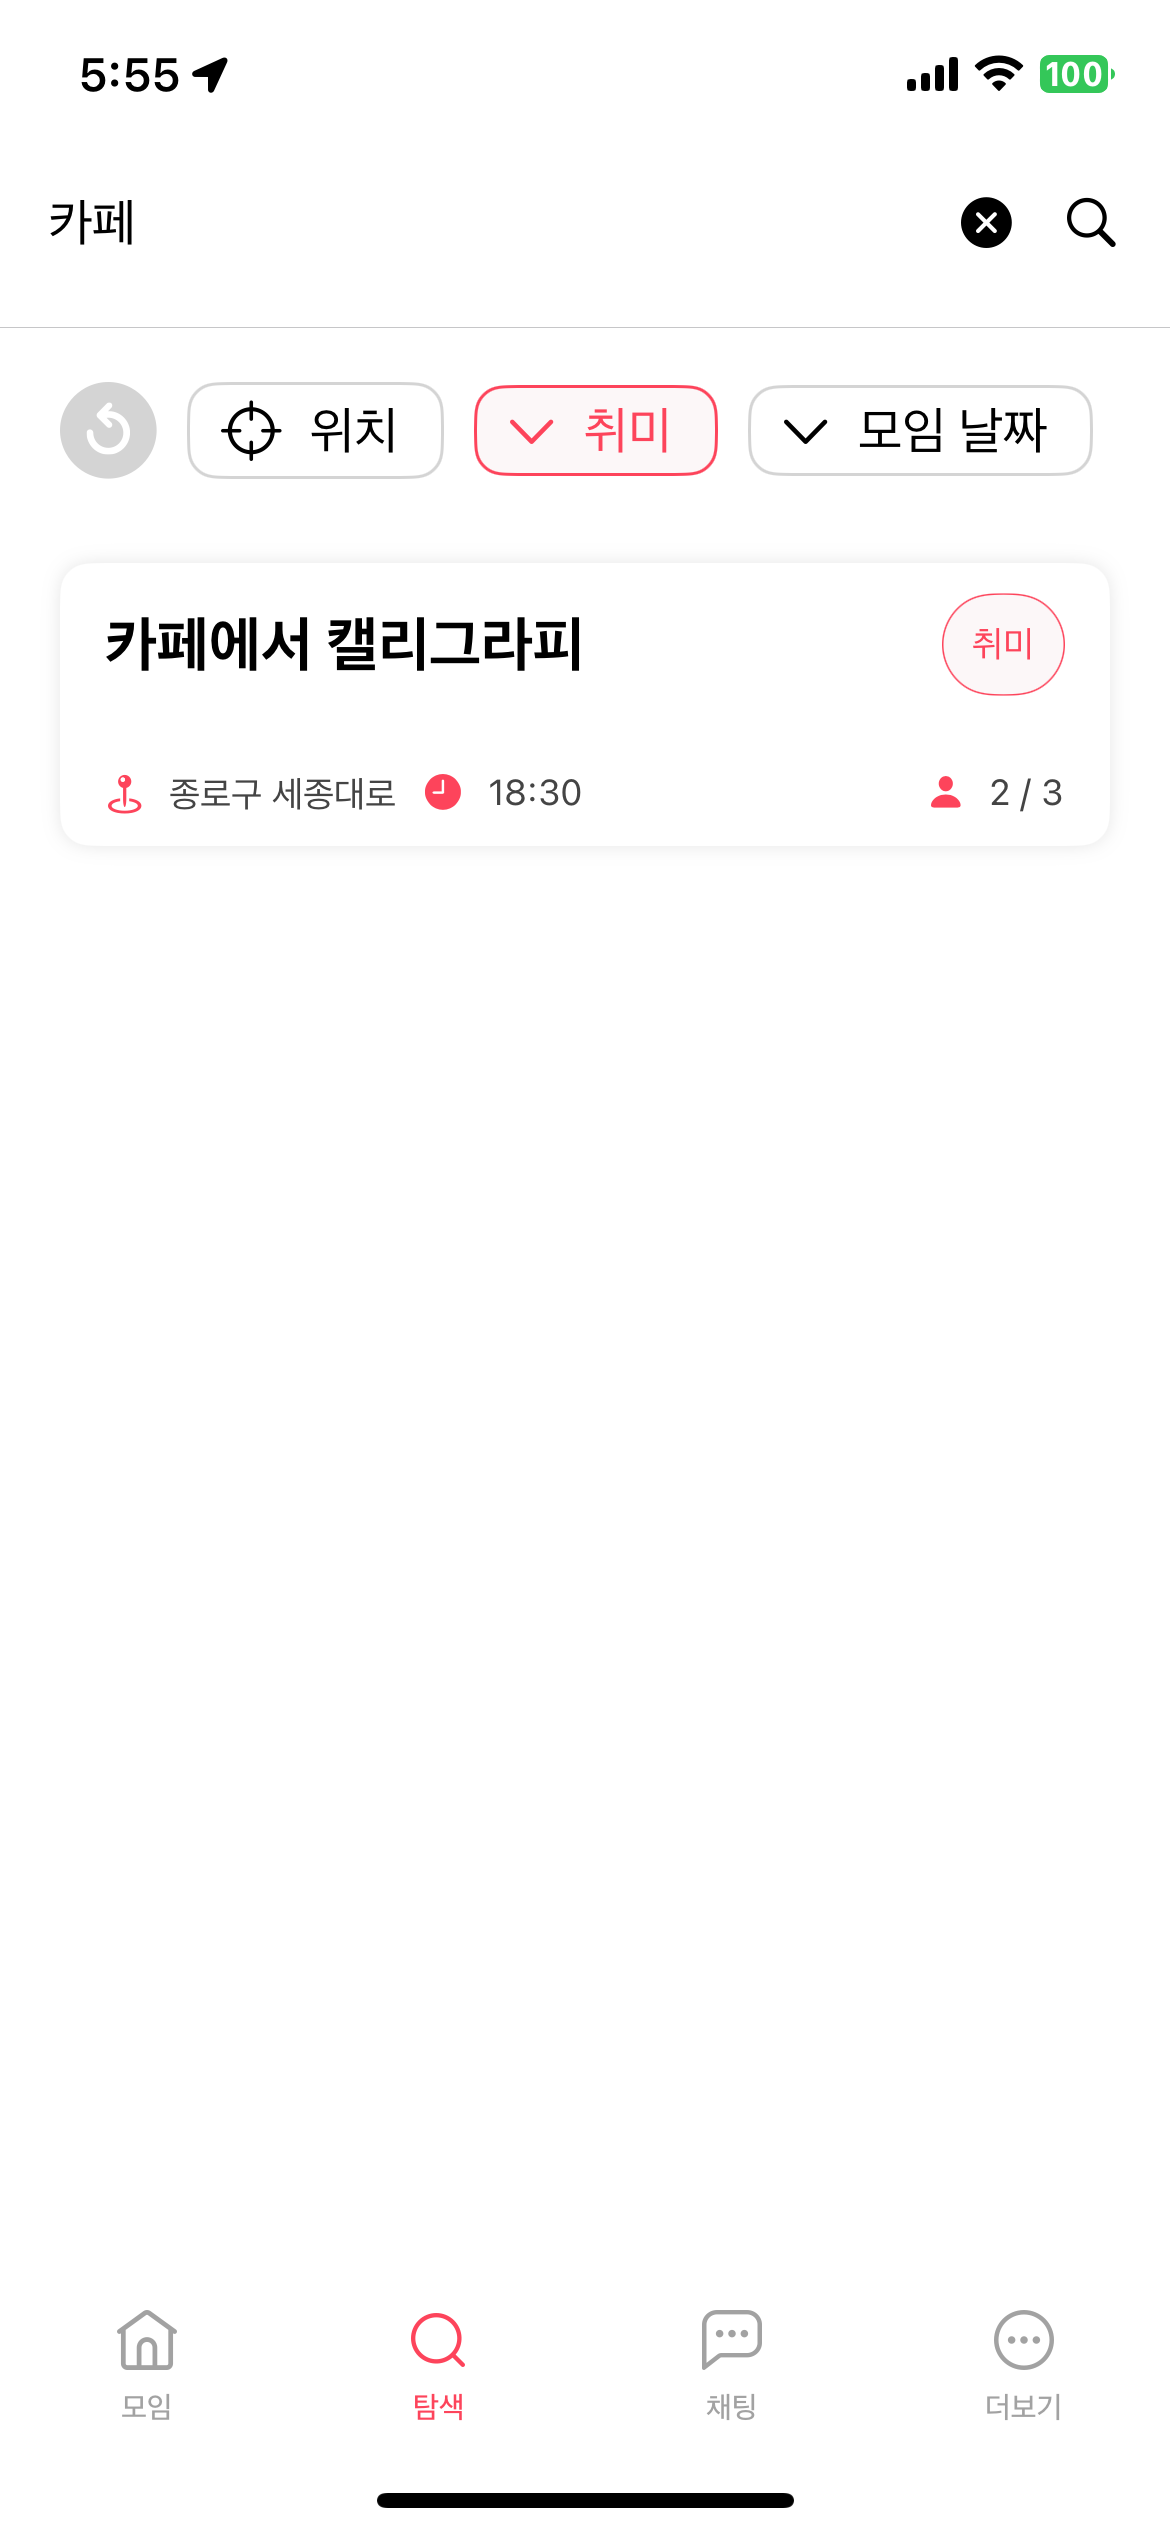 5:55 100
카페
위치 취미 모임 날짜
카페에서 캘리그라피 취미
종로구 세종대로 18:30 2 / 3
모임 탐색 채팅 더보기